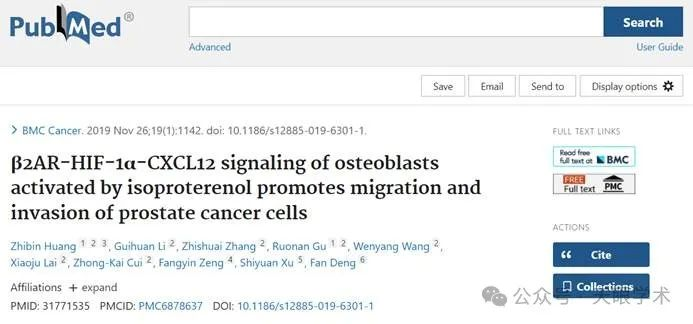 PubMed®
Search
Advanced
User Guide
Save
Email
Send to
Display options
> BMC Cancer. 2019 Nov 26;19(1):1142. doi: 10.1186/s12885-019-6301-1.
β2AR-HIF-1α-CXCL12 signaling of osteoblasts
activated by isoproterenol promotes migration and
invasion of prostate cancer cells
Zhibin Huang 1 2 3, Guihuan Li 2, Zhishuai Zhang 2, Ruonan Gu 1 2, Wenyang Wang 2,
Xiaoju Lai 2, Zhong-Kai Cui 2, Fangyin Zeng 4, Shiyuan Xu 5, Fan Deng 6
Affiliations + expand
PMID: 31771535 PMCID: PMC6878637 DOI: 10.1186/s12885-019-6301-1
FULL TEXT LINKS
Read free
full text at BMC
FREE
Full text PMC
ACTIONS
Cite
Collections
公众号·天眼学术